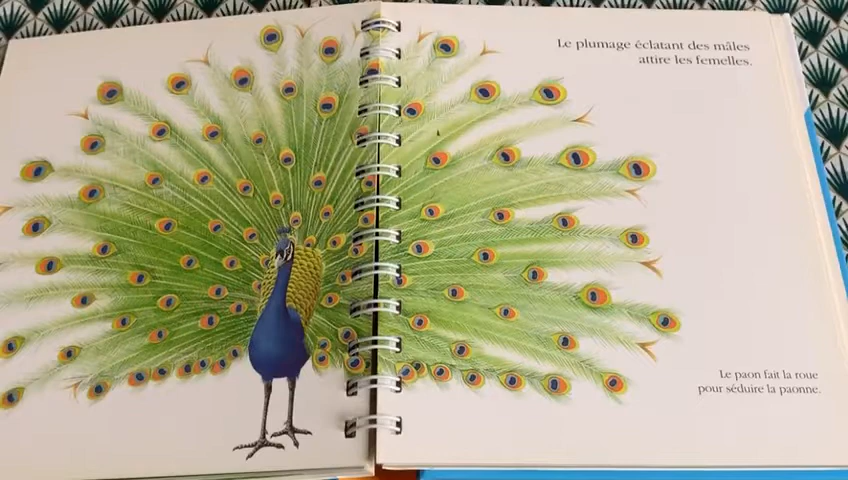 Le plumage éclatant des mâles
attire les femelles.
Le paon fait la roue
pour séduire la paonne.